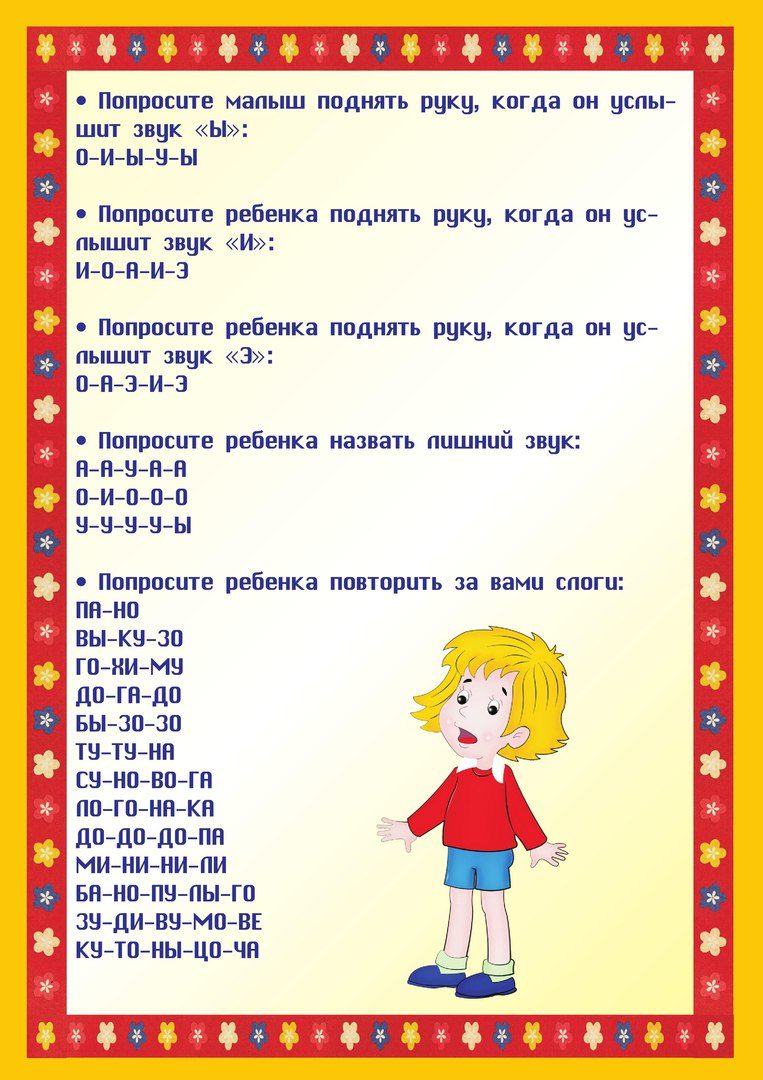 • Попросите малыш поднять руку, когда он услы-
шит звук «Ы»:
О-И-Ы-У-Ы
• Попросите ребенка поднять руку, когда он ус-
лышит звук «И»:
И-О-А-И-Э
• Попросите ребенка поднять руку, когда он ус-
лышит звук «Э»:
О-А-Э-И-Э
• Попросите ребенка назвать лишний звук:
А-А-У-А-А
О-И-О-О-О
У-У-У-У-Ы
• Попросите ребенка повторить за вами слоги:
ПА-НО
ВЫ-КУ-ЗО
ГО-ХИ-МУ
ДО-ГА-ДО
БЫ-ЗО-ЗО
ТУ-ТУ-НА
СУ-НО-ВО-ГА
ЛО-ГО-НА-КА
ДО-ДО-ДО-ПА
МИ-НИ-НИ-ЛИ
БА-НО-ПУ-ЛЫ-ГО
ЗУ-ДИ-ВУ-МО-ВЕ
КУ-ТО-НЫ-ЦО-ЧА